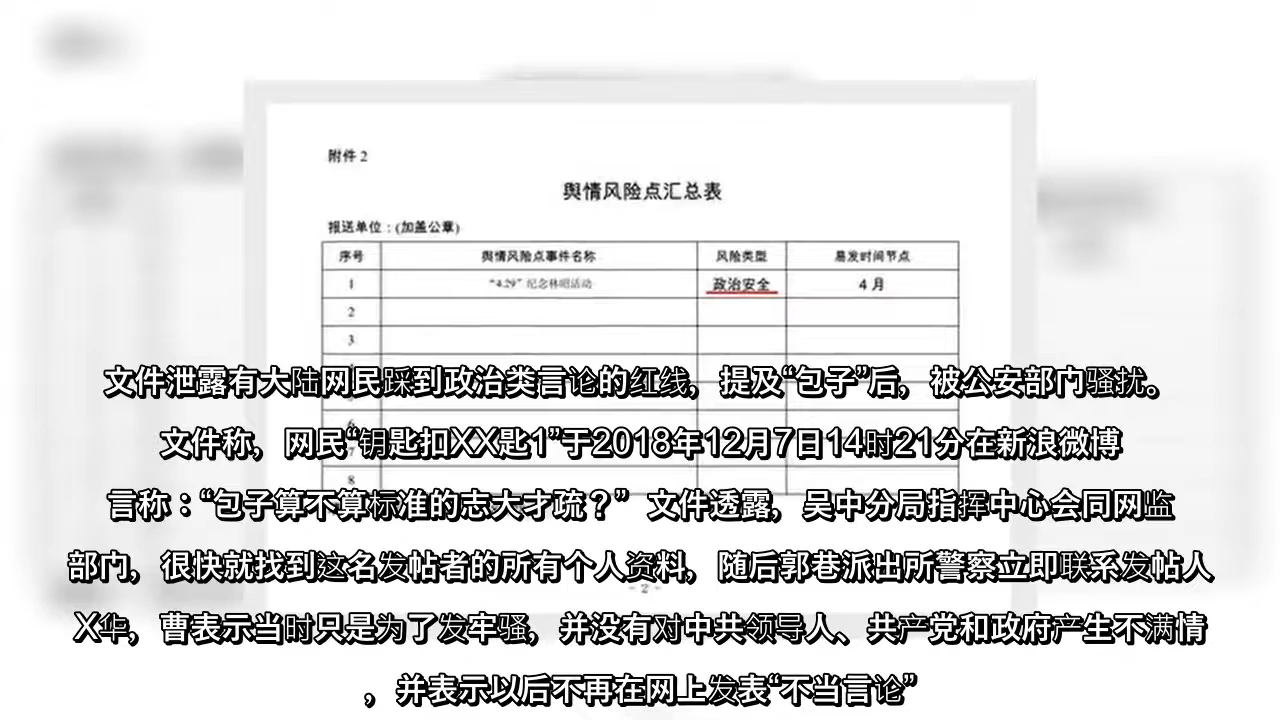 附件 2
舆情风险点汇总表
报送单位：(加盖公章)
序号 舆情风险点事件名称 风险类型 易发时间节点
1 “4.29”纪念林昭活动 政治安全 4 月
2
3
文件泄露有大陆网民踩到政治类言论的红线，提及“包子”后，被公安部门骚扰。
文件称，网民“钥匙扣XX匙1”于2018年12月7日14时21分在新浪微博
8
言称：“包子算不算标准的志大才疏？” 文件透露，吴中分局指挥中心会同网监
部门，很快就找到这名发帖者的所有个人资料，随后郭巷派出所警察立即联系发帖人
- 2 -
X华，曹表示当时只是为了发牢骚，并没有对中共领导人、共产党和政府产生不满情
，并表示以后不再在网上发表“不当言论”